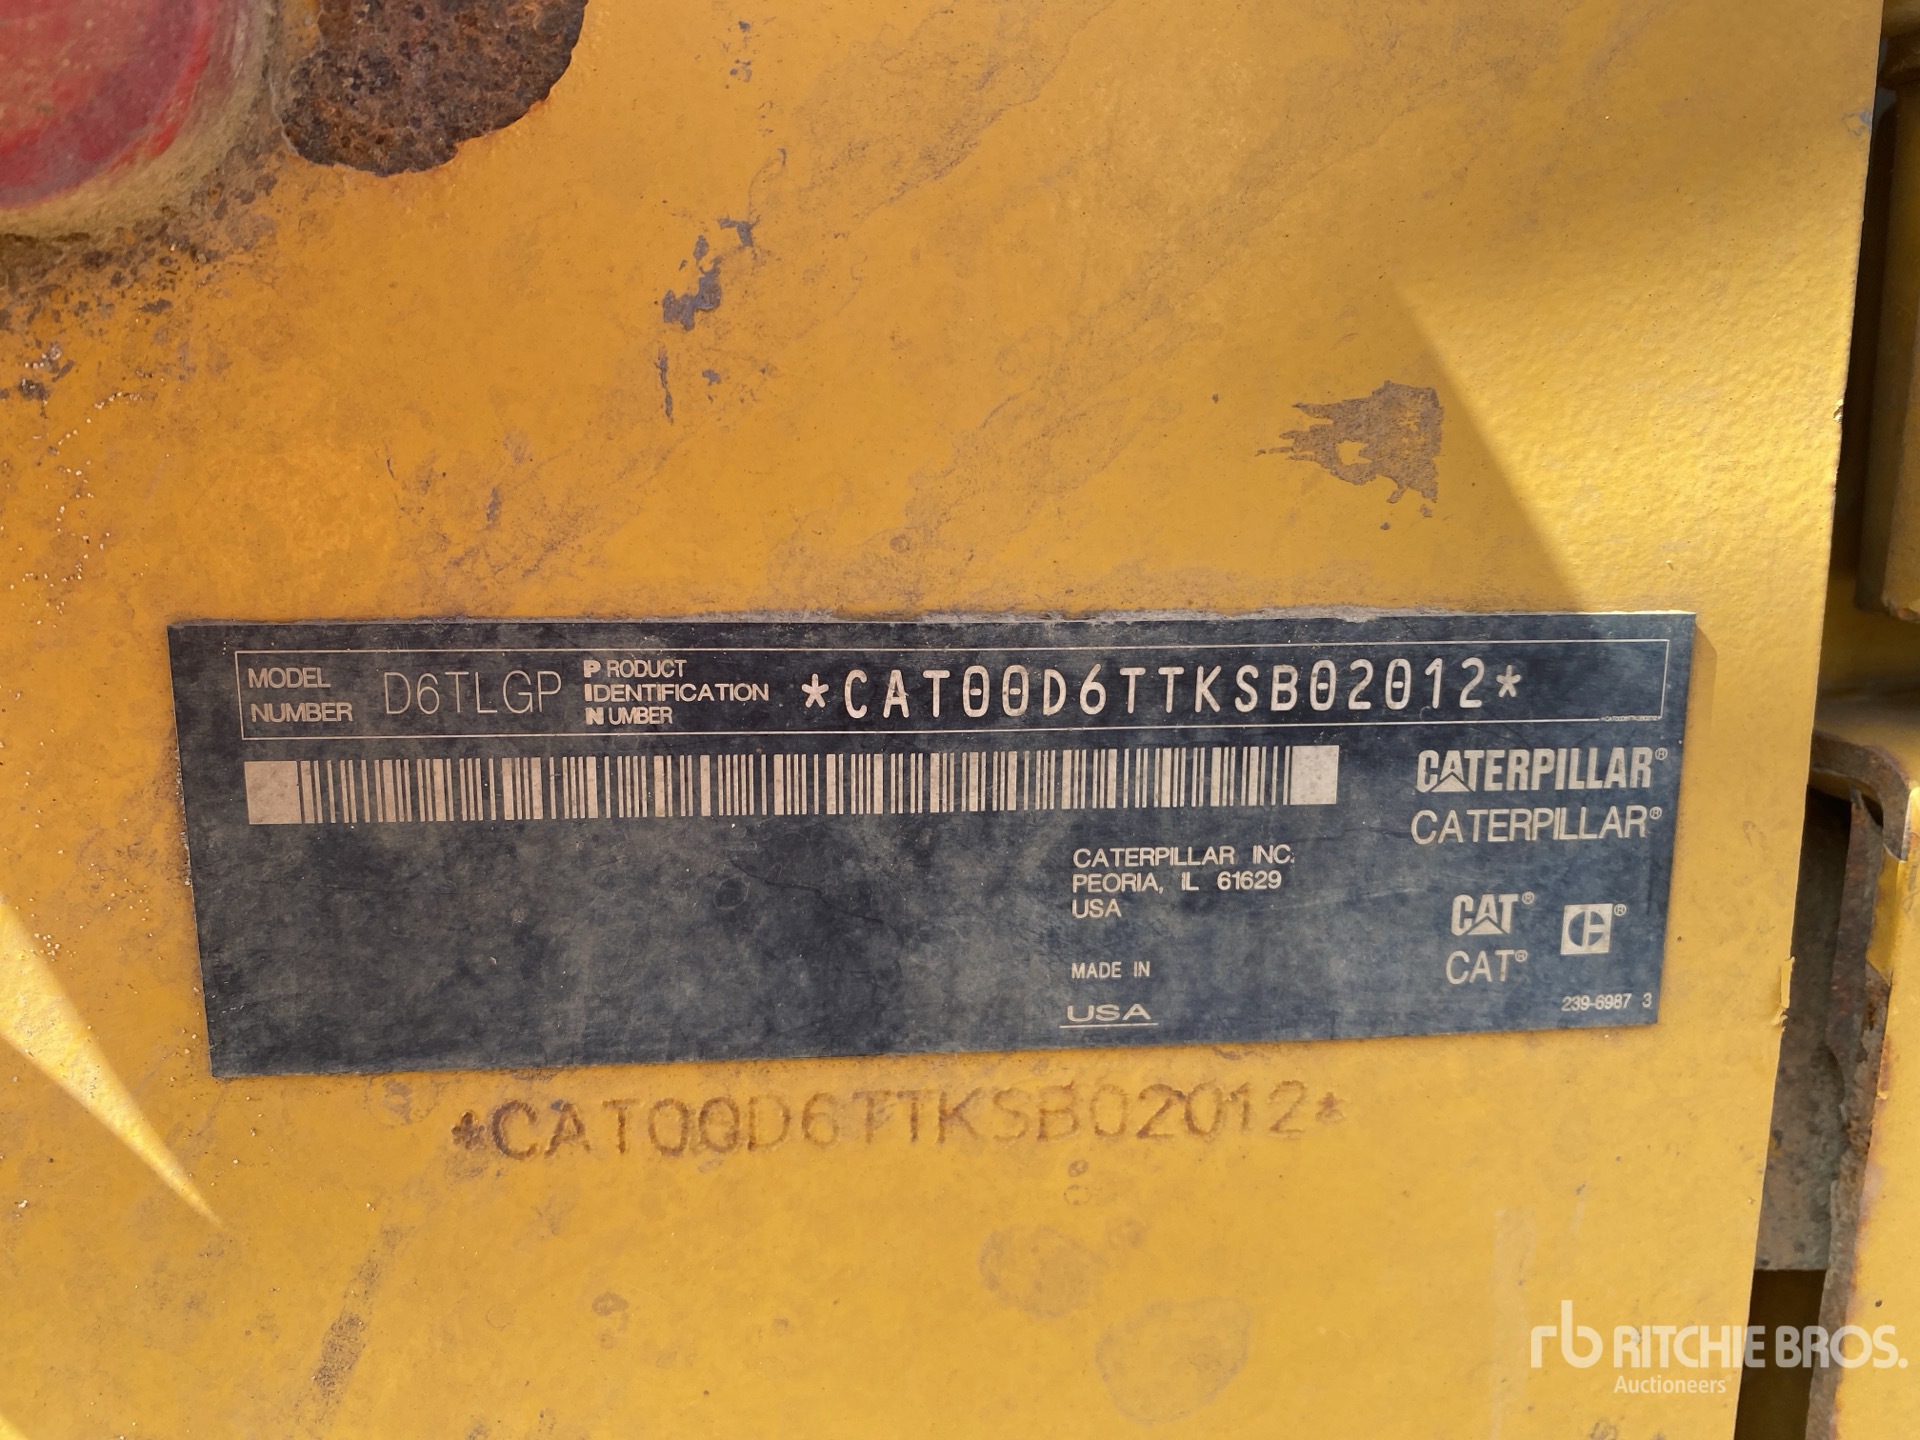 MODEL NUMBER D6TLGP PRODUCT IDENTIFICATION NUMBER *CAT00D6TTKSB02012*
CATERPILLAR®
CATERPILLAR®
CATERPILLAR INC.
PEORIA, IL 61629
USA
CAT®
CAT®
C®
MADE IN
USA
239-6987 3
*CAT00D6TTKSB02012*
rb RITCHIE BROS.
Auctioneers